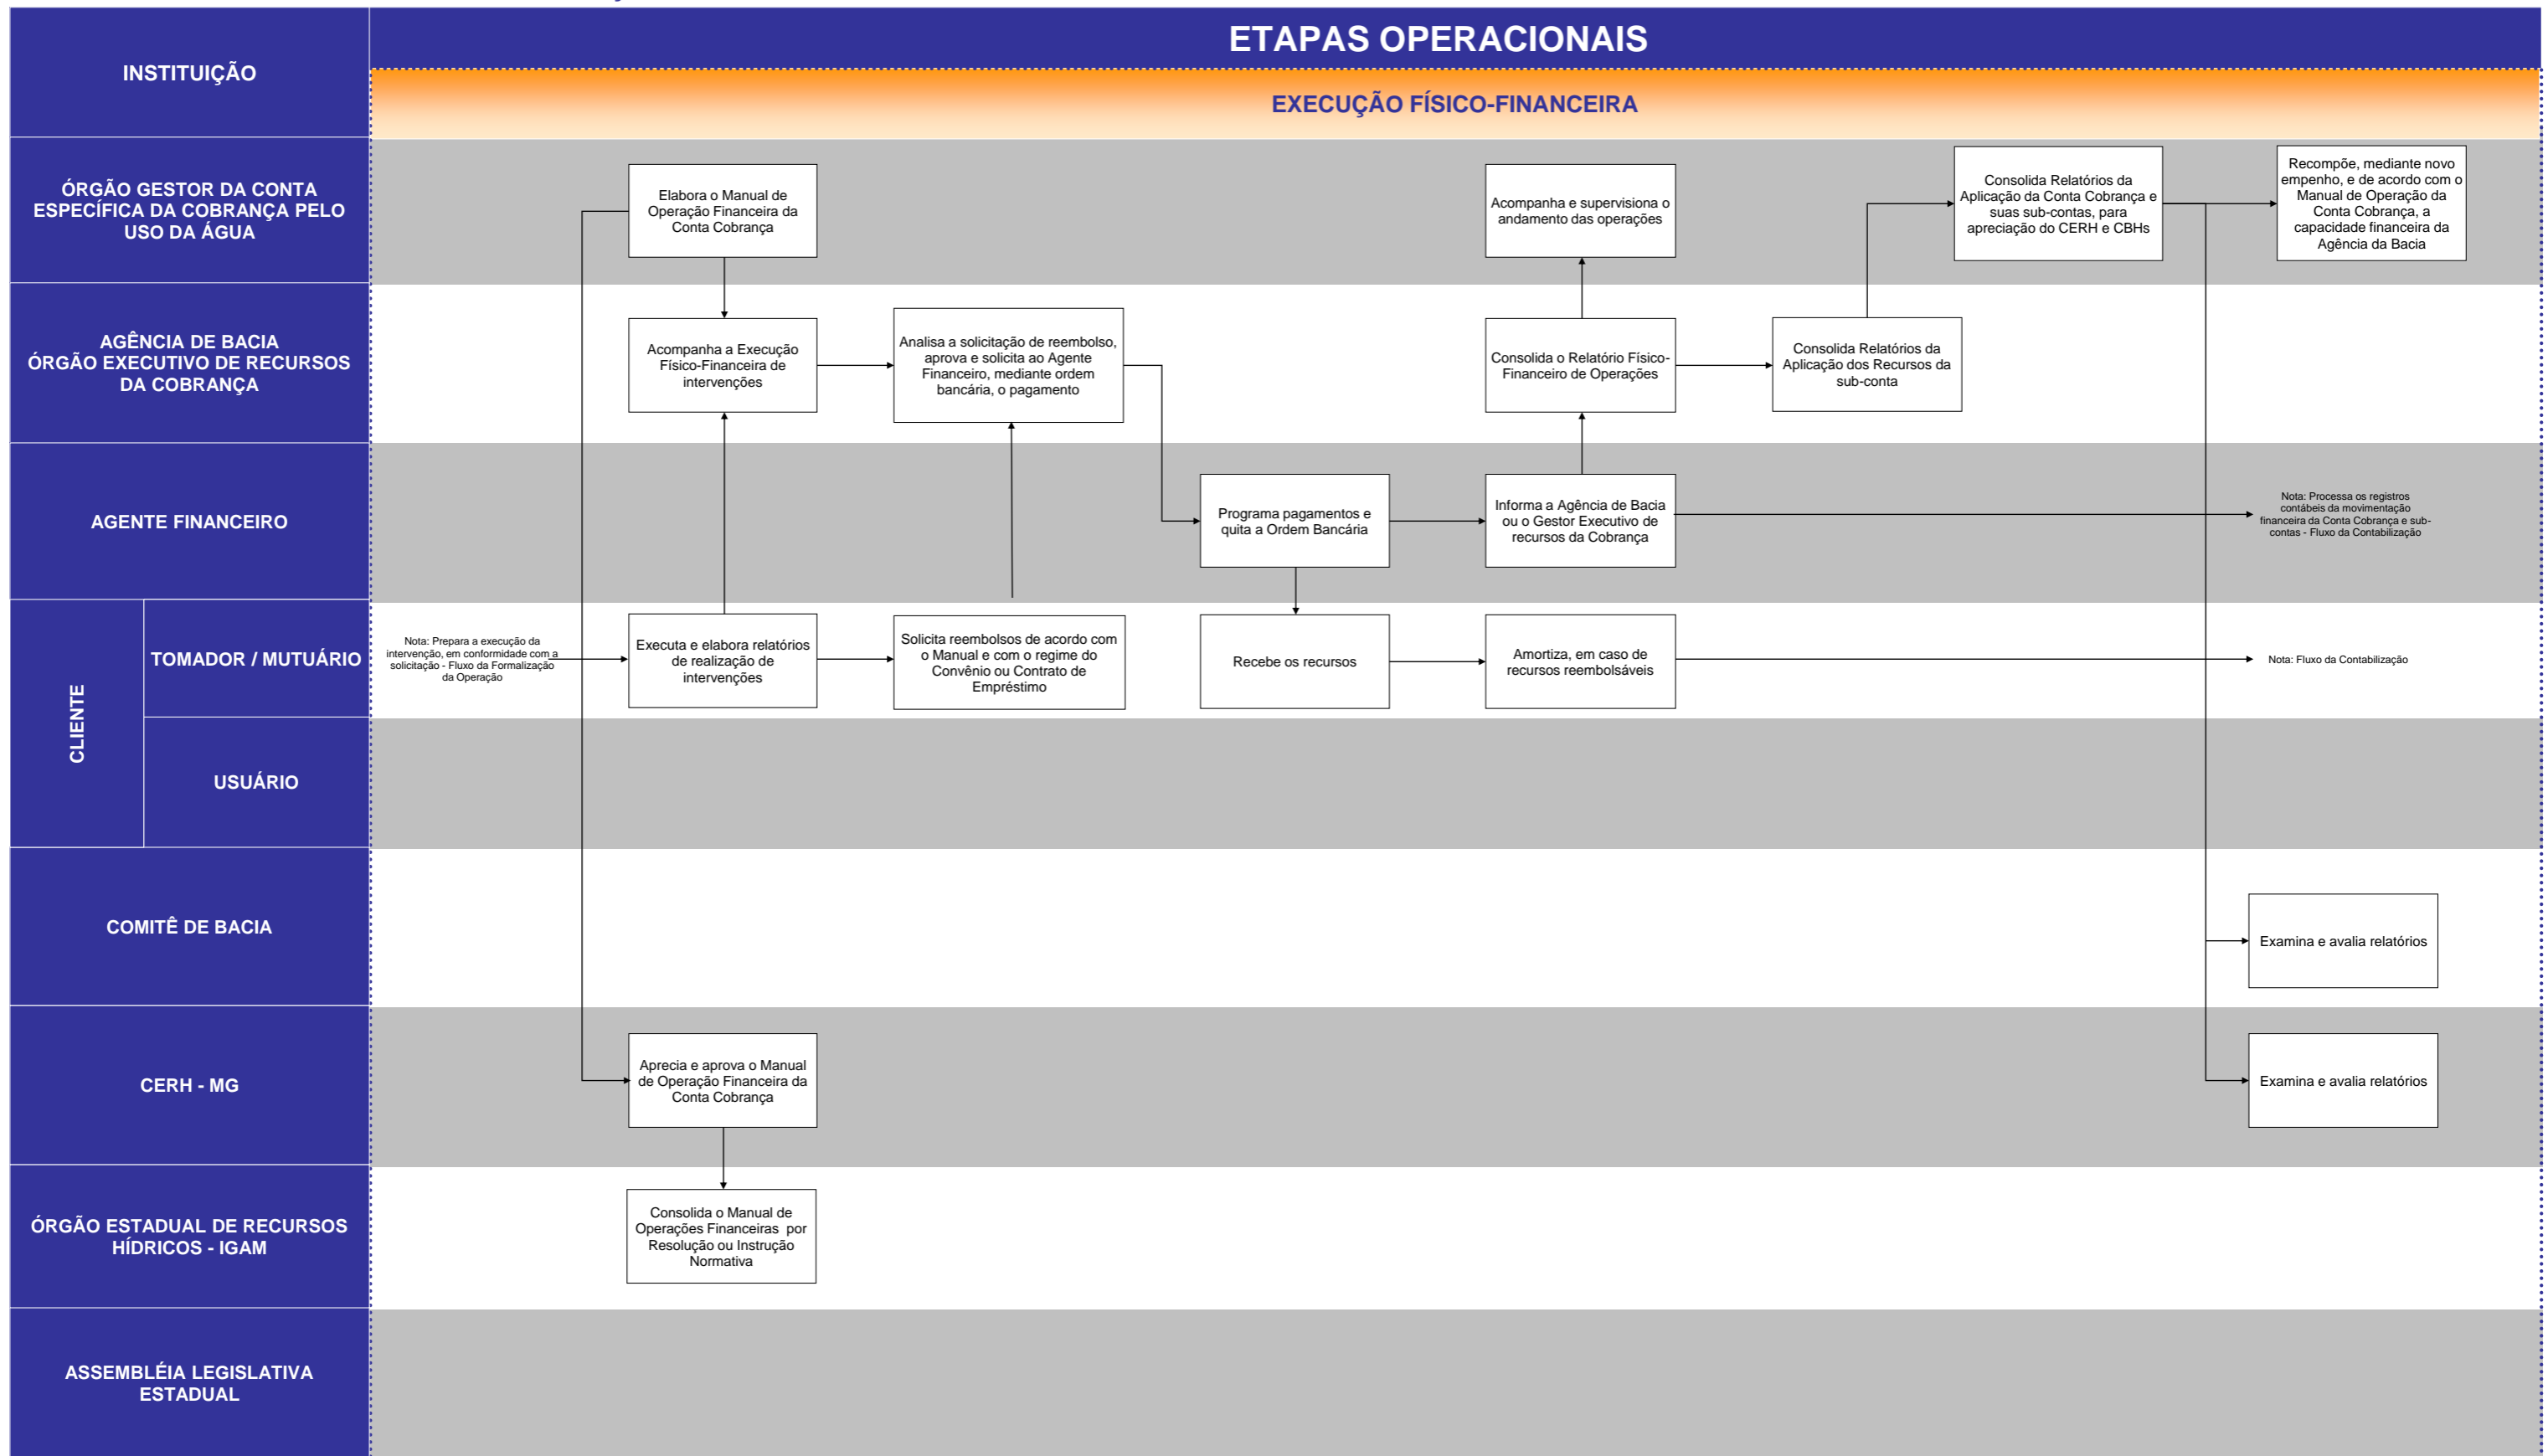 ETAPAS OPERACIONAIS
INSTITUIÇÃO
EXECUÇÃO FÍSICO-FINANCEIRA
ÓRGÃO GESTOR DA CONTA
ESPECÍFICA DA COBRANÇA PELO
USO DA ÁGUA
Elabora o Manual de
Operação Financeira da
Conta Cobrança
Acompanha e supervisiona o
andamento das operações
Consolida Relatórios da
Aplicação da Conta Cobrança e
suas sub-contas, para
apreciação do CERH e CBHs
Recompõe, mediante novo
empenho, e de acordo com o
Manual de Operação da
Conta Cobrança, a
capacidade financeira da
Agência da Bacia
AGÊNCIA DE BACIA
ÓRGÃO EXECUTIVO DE RECURSOS
DA COBRANÇA
Acompanha a Execução
Físico-Financeira de
intervenções
Analisa a solicitação de reembolso,
aprova e solicita ao Agente
Financeiro, mediante ordem
bancária, o pagamento
Consolida o Relatório Físico-
Financeiro de Operações
Consolida Relatórios da
Aplicação dos Recursos da
sub-conta
AGENTE FINANCEIRO
Programa pagamentos e
quita a Ordem Bancária
Informa a Agência de Bacia
ou o Gestor Executivo de
recursos da Cobrança
Nota: Processa os registros
contábeis da movimentação
financeira da Conta Cobrança e sub-
contas - Fluxo da Contabilização
CLIENTE
TOMADOR / MUTUÁRIO
Nota: Prepara a execução da
intervenção, em conformidade com a
solicitação - Fluxo da Formalização
da Operação
Executa e elabora relatórios
de realização de
intervenções
Solicita reembolsos de acordo com
o Manual e com o regime do
Convênio ou Contrato de
Empréstimo
Recebe os recursos
Amortiza, em caso de
recursos reembolsáveis
Nota: Fluxo da Contabilização
USUÁRIO
COMITÊ DE BACIA
Examina e avalia relatórios
CERH - MG
Aprecia e aprova o Manual
de Operação Financeira da
Conta Cobrança
Examina e avalia relatórios
ÓRGÃO ESTADUAL DE RECURSOS
HÍDRICOS - IGAM
Consolida o Manual de
Operações Financeiras por
Resolução ou Instrução
Normativa
ASSEMBLÉIA LEGISLATIVA
ESTADUAL